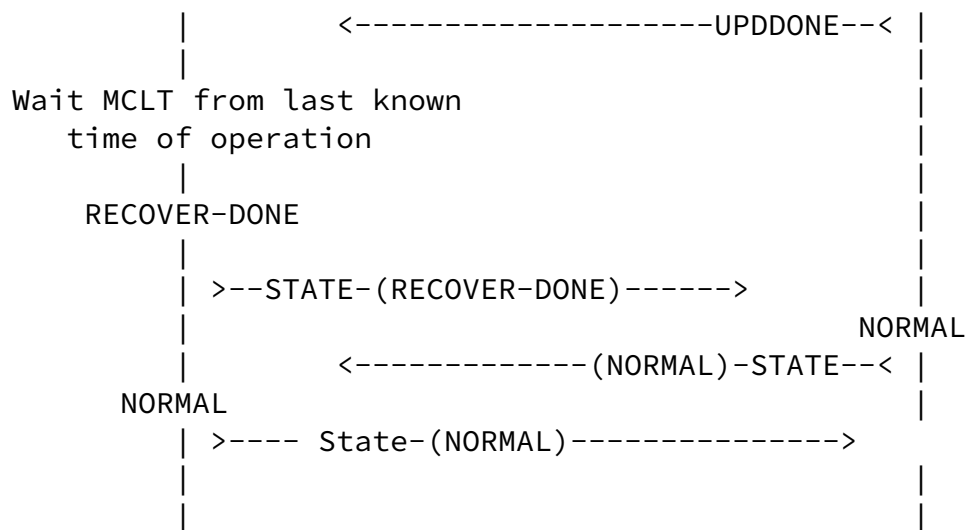 |          <-------------------UPDDONE--< |
|                                         |
Wait MCLT from last known                 |
time of operation                         |
|                                         |
RECOVER-DONE                              |
|                                         |
| >--STATE-(RECOVER-DONE)------>          |
|                                      NORMAL
|          <-------------(NORMAL)-STATE--< |
NORMAL                                    |
| >---- State-(NORMAL)--------------->
|                                         |
|                                         |